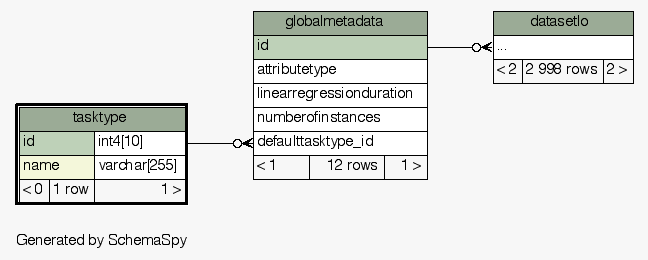 globalmetadata
id
attributetype
linearregressionduration
numberofinstances
defaulttasktype_id
< 1 12 rows 1 >
datasetIo
...
< 2 2 998 rows 2 >
tasktype
id int4[10]
name varchar[255]
< 0 1 row 1 >
Generated by SchemaSpy